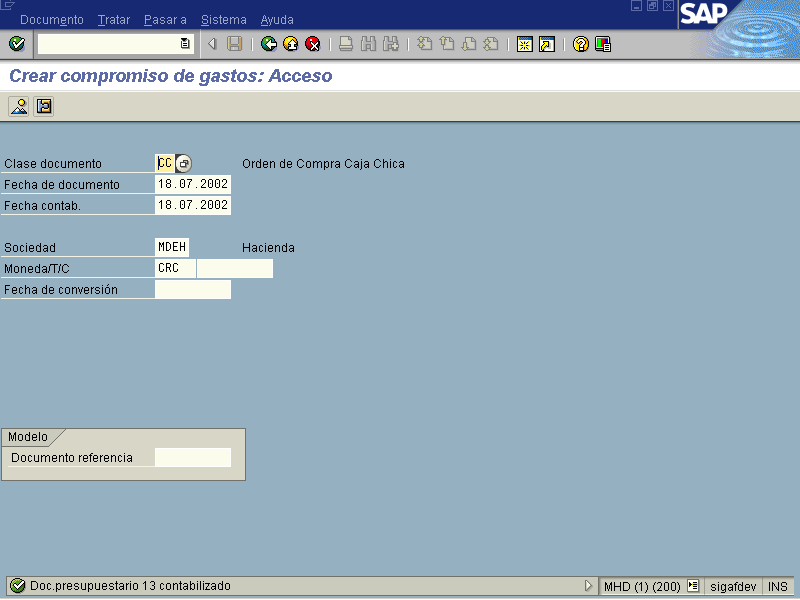 Documento Tratar Pasar a Sistema Ayuda
SAP
Crear compromiso de gastos: Acceso
Clase documento CC Orden de Compra Caja Chica
Fecha de documento 18.07.2002
Fecha contab. 18.07.2002
Sociedad MDEH Hacienda
Moneda/T/C CRC
Fecha de conversión
Modelo
Documento referencia
Doc.presupuestario 13 contabilizado MHD (1) (200) sigafdev INS